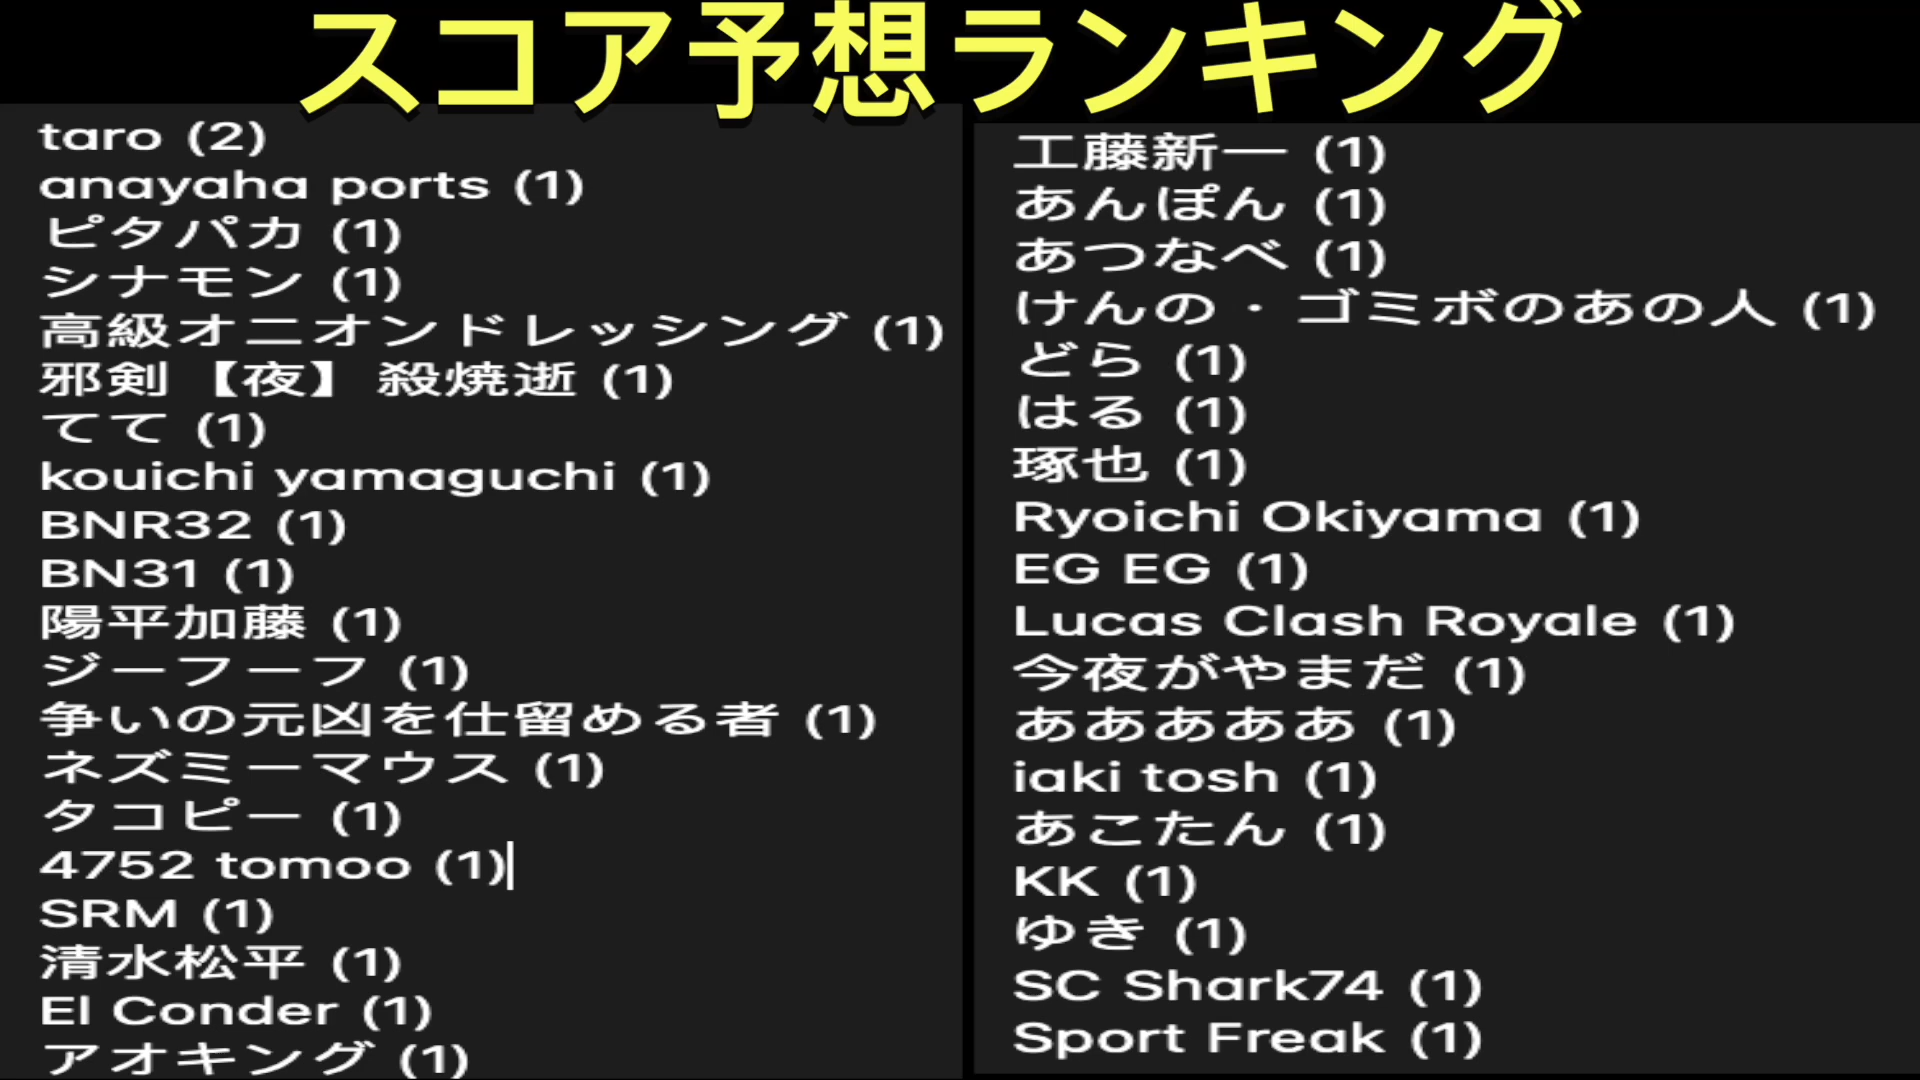 スコア予想ランキング
taro (2)
anayaha ports (1)
ピタパカ (1)
シナモン (1)
高級オニオンドレッシング (1)
邪剣 【夜】 殺焼逝 (1)
てて (1)
kouichi yamaguchi (1)
BNR32 (1)
BN31 (1)
陽平加藤 (1)
ジーフーフ (1)
争いの元凶を仕留める者 (1)
ネズミーマウス (1)
タコピー (1)
4752 tomoo (1)
SRM (1)
清水松平 (1)
El Conder (1)
アオキング (1)
工藤新一 (1)
あんぽん (1)
あつなべ (1)
けんの・ゴミボのあの人 (1)
どら (1)
はる (1)
琢也 (1)
Ryoichi Okiyama (1)
EG EG (1)
Lucas Clash Royale (1)
今夜がやまだ (1)
あああああ (1)
iaki tosh (1)
あこたん (1)
KK (1)
ゆき (1)
SC Shark74 (1)
Sport Freak (1)